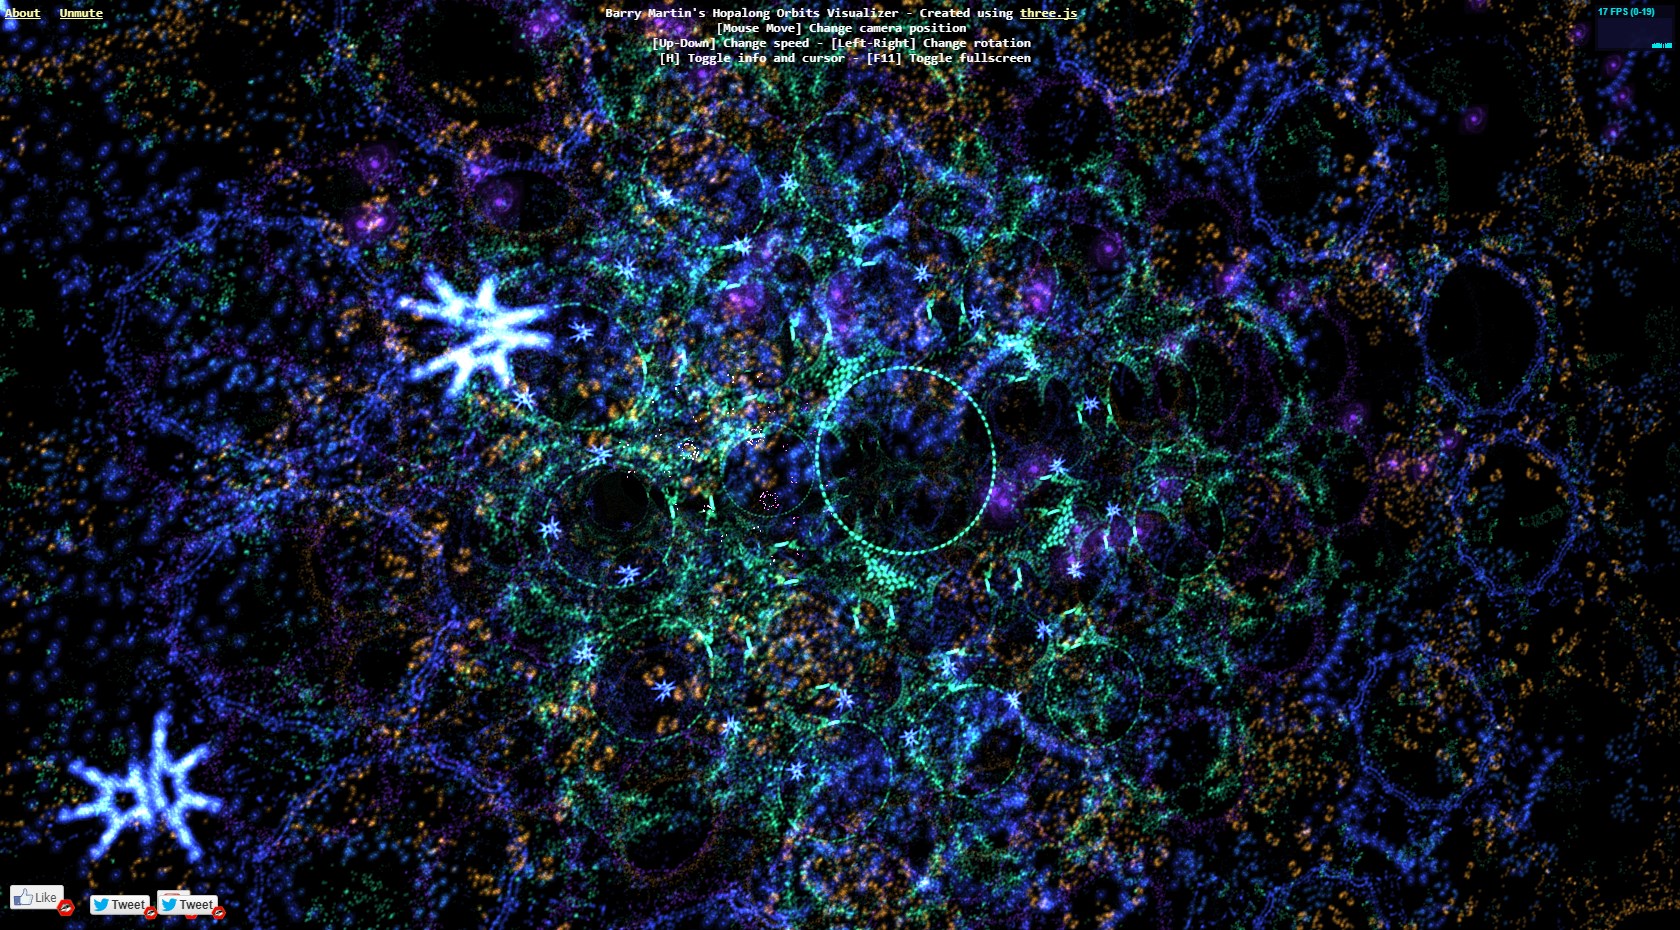 About Unmute
Barry Martin's Hopalong Orbits Visualizer - Created using three.js
[Mouse Move] Change camera position
[Up-Down] Change speed - [Left-Right] Change rotation
[H] Toggle info and cursor - [F11] Toggle fullscreen
17 FPS (0-19)
Like
Tweet
Tweet